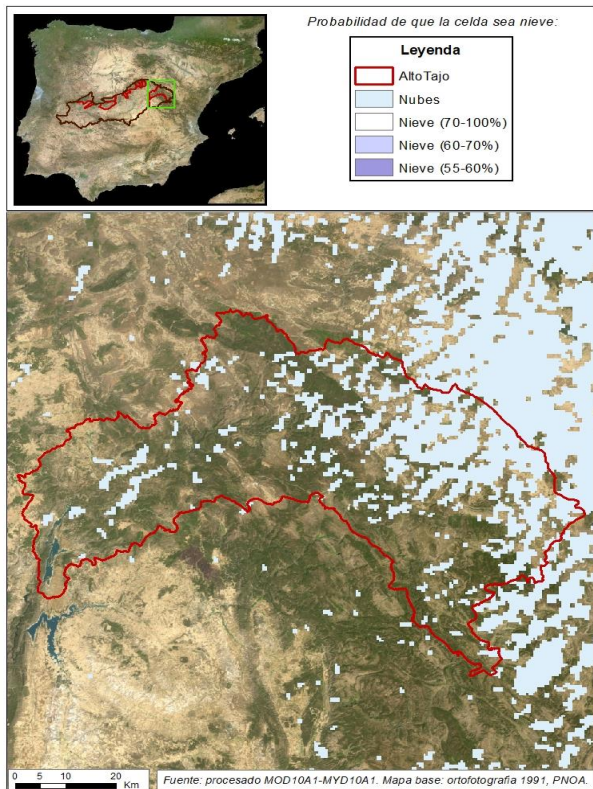 Probabilidad de que la celda sea nieve:
Leyenda
AltoTajo
Nubes
Nieve (70-100%)
Nieve (60-70%)
Nieve (55-60%)
0 5 10 20
Km
Fuente: procesado MOD10A1-MYD10A1. Mapa base: ortofotografia 1991, PNOA.